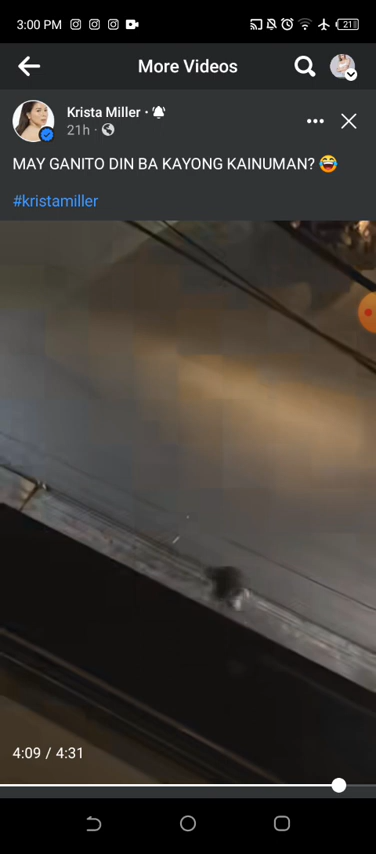 3:00 PM
21
More Videos
Krista Miller ·
21h ·
MAY GANITO DIN BA KAYONG KAINUMAN? 😂
#kristamiller
4:09 / 4:31